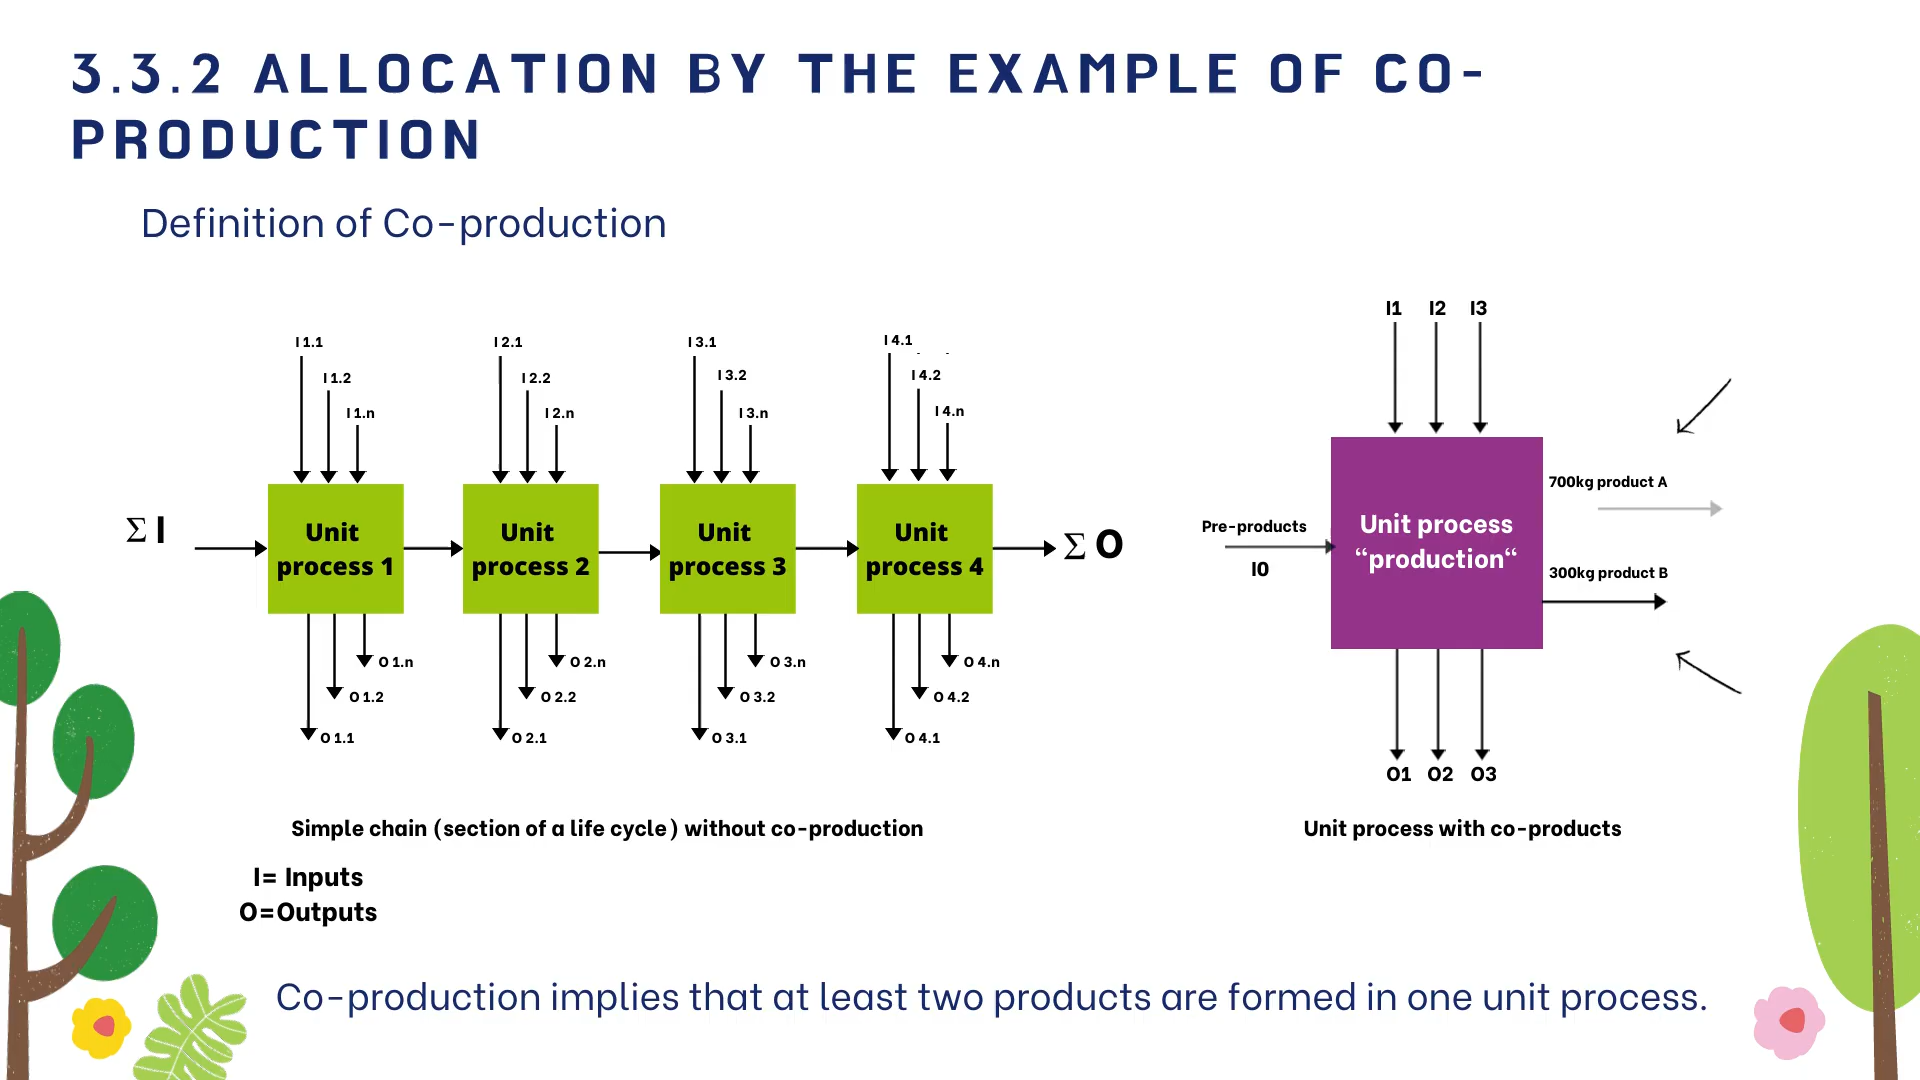 3.3.2 ALLOCATION BY THE EXAMPLE OF CO-
PRODUCTION
Definition of Co-production
I 1.1
I 1.2
I 1.n
I 2.1
I 2.2
I 2.n
I 3.1
I 3.2
I 3.n
I 4.1
I 4.2
I 4.n
Σ I
Unit
process 1
Unit
process 2
Unit
process 3
Unit
process 4
Σ O
O 1.n
O 1.2
O 1.1
O 2.n
O 2.2
O 2.1
O 3.n
O 3.2
O 3.1
O 4.n
O 4.2
O 4.1
Simple chain (section of a life cycle) without co-production
I= Inputs
O=Outputs
I1 I2 I3
Pre-products
I0
Unit process
“production“
700kg product A
300kg product B
O1 O2 O3
Unit process with co-products
Co-production implies that at least two products are formed in one unit process.